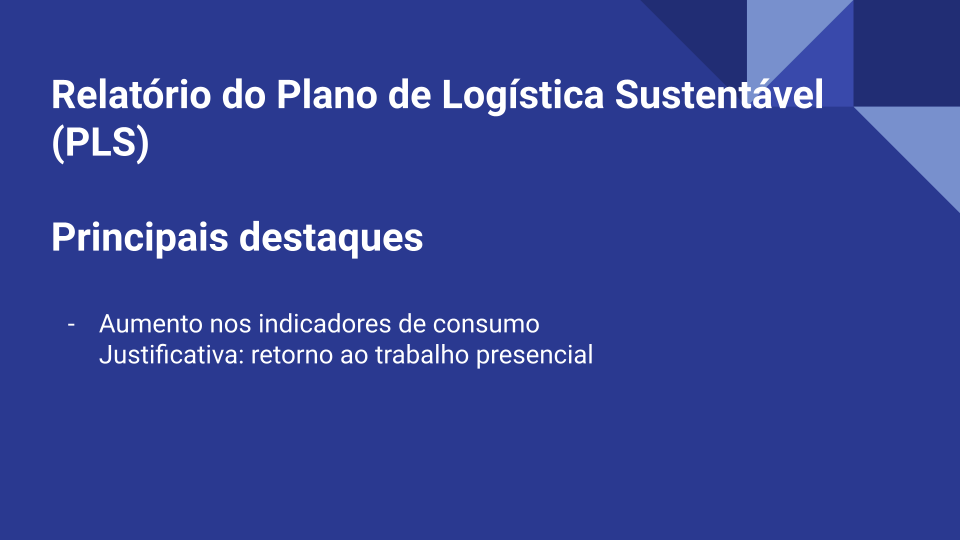 Relatório do Plano de Logística Sustentável
(PLS)
Principais destaques
- Aumento nos indicadores de consumo
Justificativa: retorno ao trabalho presencial